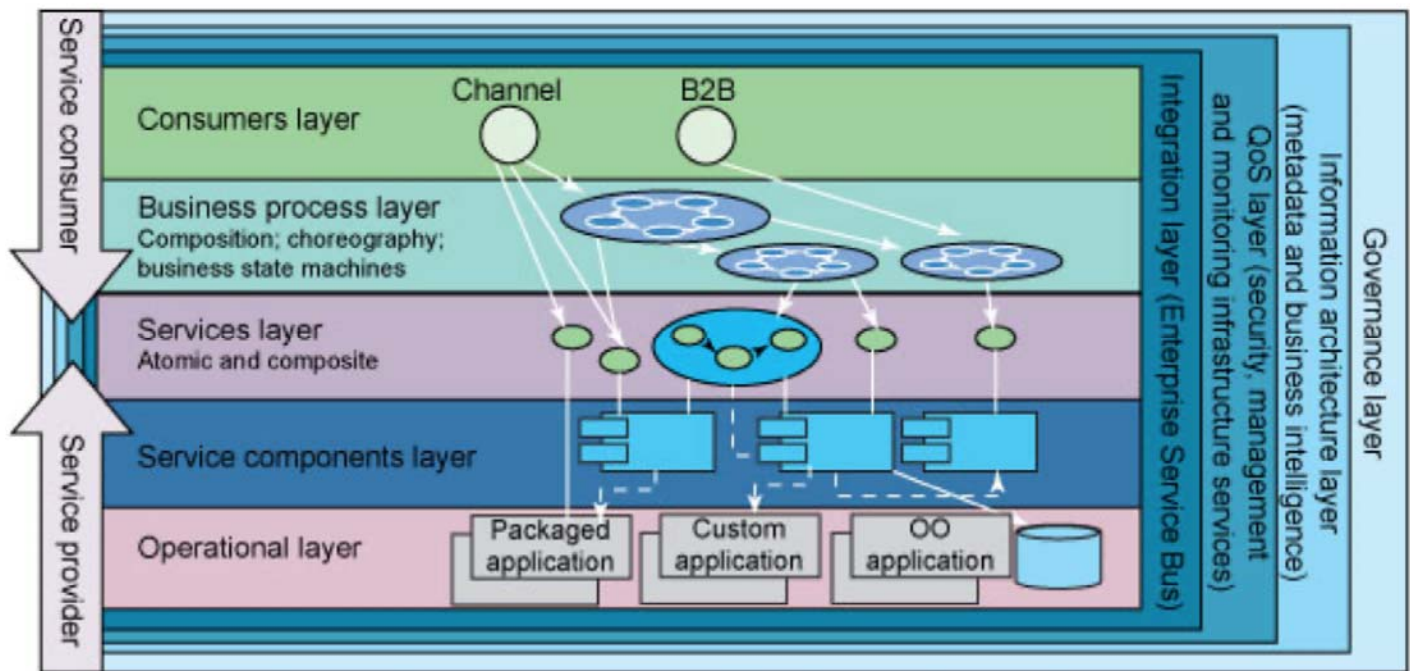 Service consumer
Service provider
Channel
B2B
Consumers layer
Business process layer
Composition; choreography;
business state machines
Services layer
Atomic and composite
Service components layer
Operational layer
Packaged
application
Custom
application
OO
application
Integration layer (Enterprise Service Bus)
QoS layer (security, management
and monitoring infrastructure services)
Information architecture layer
(metadata and business intelligence)
Governance layer